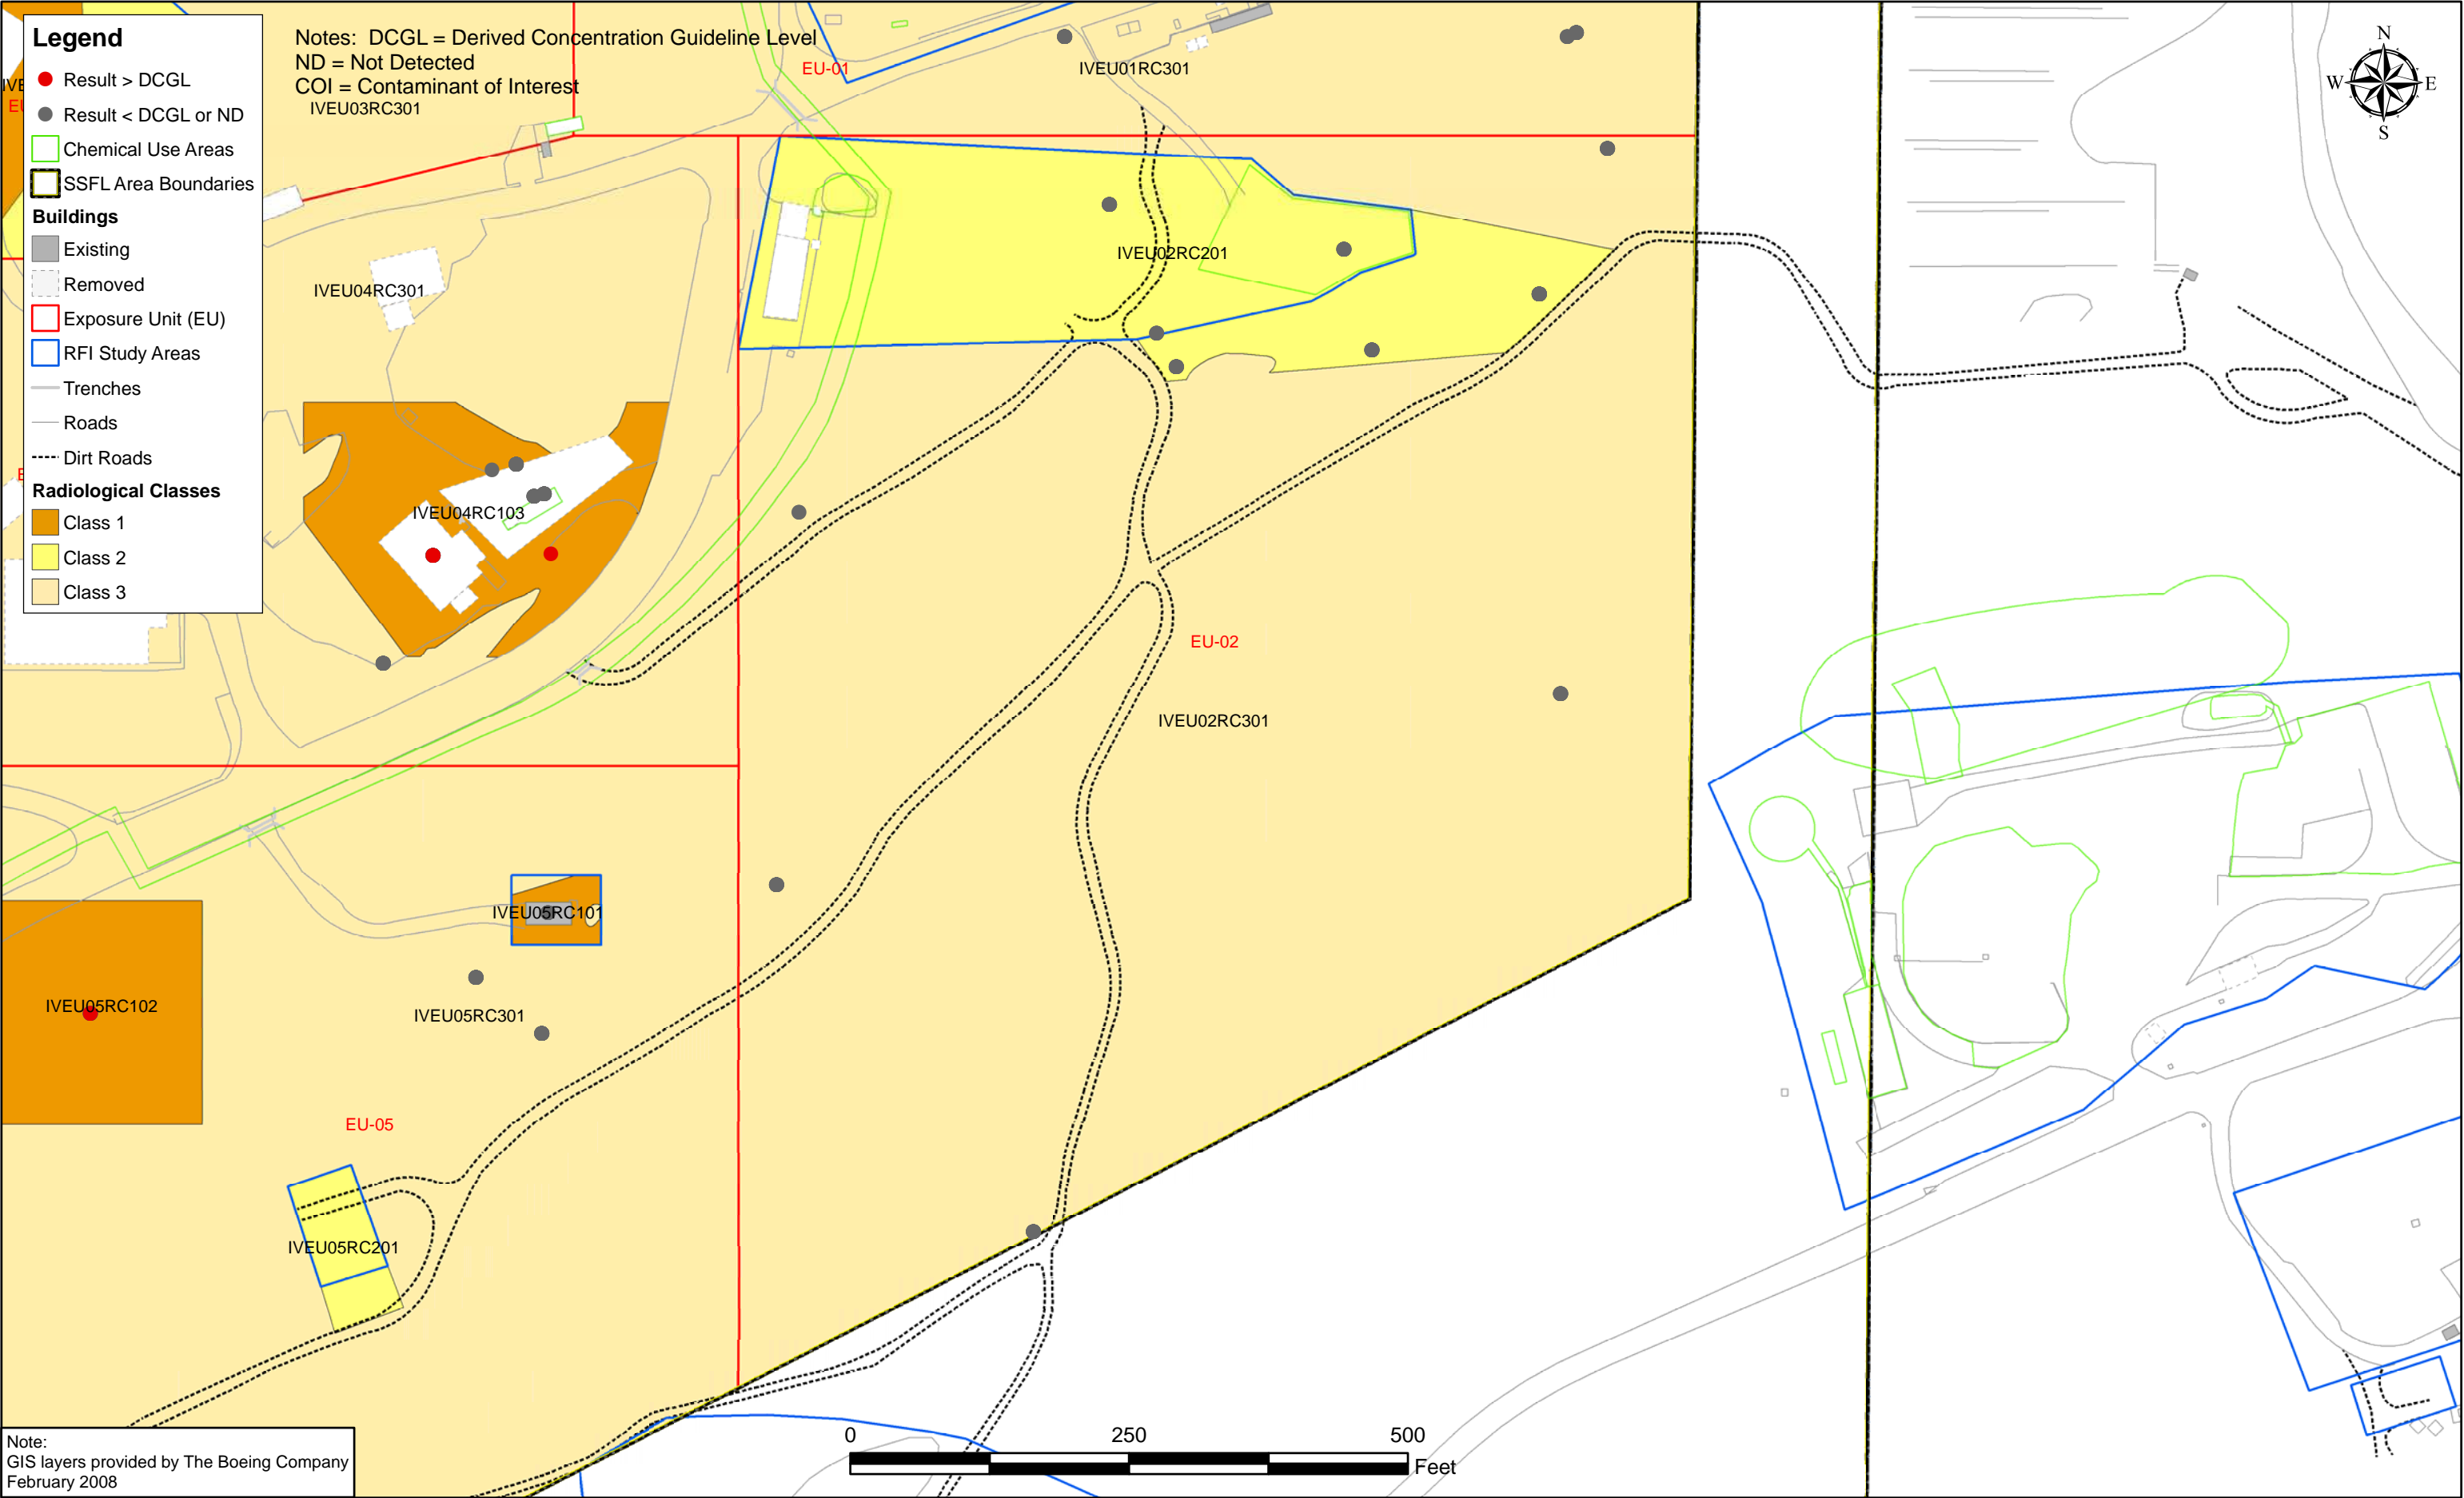 Legend
Result > DCGL
Result < DCGL or ND
Chemical Use Areas
SSFL Area Boundaries
Buildings
Existing
Removed
Exposure Unit (EU)
RFI Study Areas
Trenches
Roads
Dirt Roads
Radiological Classes
Class 1
Class 2
Class 3
Notes: DCGL = Derived Concentration Guideline Level
ND = Not Detected
COI = Contaminant of Interest
IVEU03RC301
EU-01
IVEU01RC301
N
W
E
S
IVEU02RC201
IVEU04RC301
IVEU04RC103
EU-02
IVEU02RC301
IVEU05RC101
IVEU05RC102
IVEU05RC301
EU-05
IVEU05RC201
0 250 500
Feet
Note:
GIS layers provided by The Boeing Company
February 2008